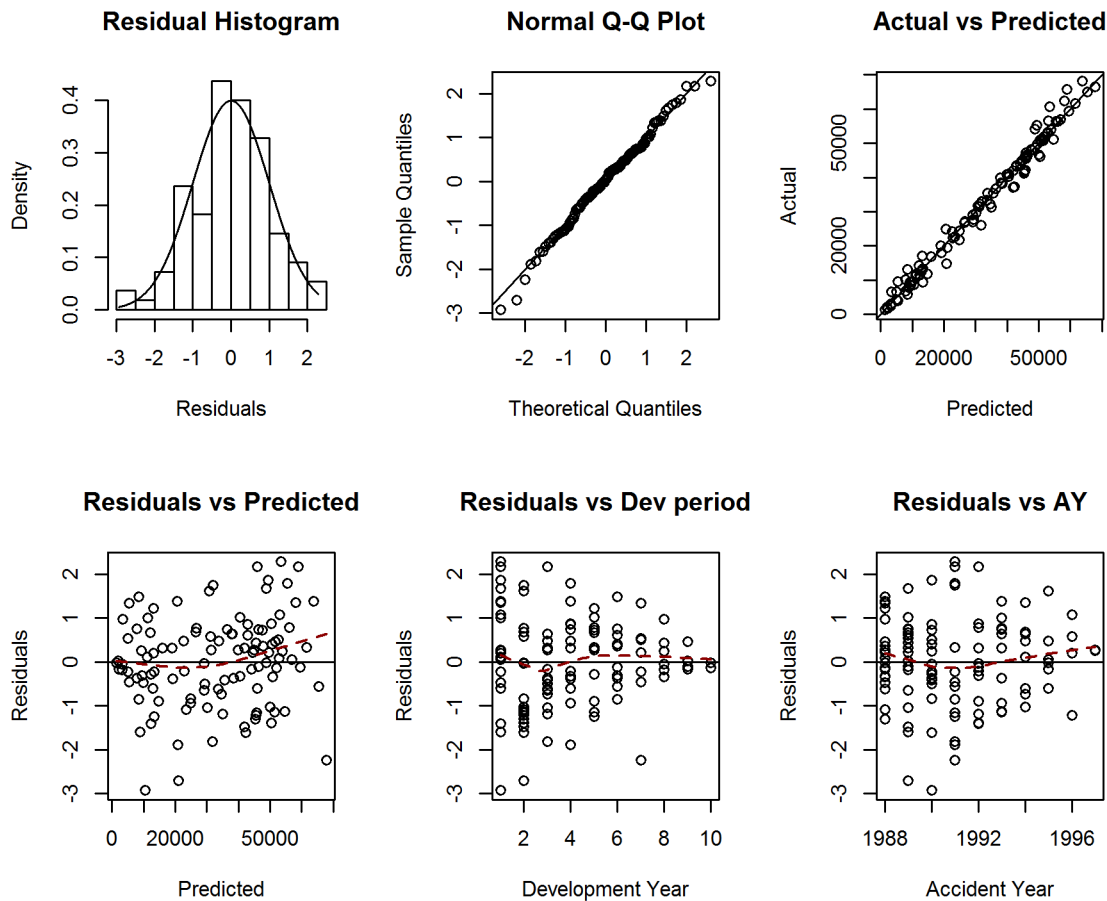 Residual Histogram
Density
0.0 0.1 0.2 0.3 0.4
-3 -2 -1 0 1 2
Residuals
Normal Q-Q Plot
Sample Quantiles
-3 -2 -1 0 1 2
-2 -1 0 1 2
Theoretical Quantiles
Actual vs Predicted
Actual
0 20000 50000
0 20000 50000
Predicted
Residuals vs Predicted
Residuals
-3 -2 -1 0 1 2
0 20000 50000
Predicted
Residuals vs Dev period
Residuals
-3 -2 -1 0 1 2
2 4 6 8 10
Development Year
Residuals vs AY
Residuals
-3 -2 -1 0 1 2
1988 1992 1996
Accident Year